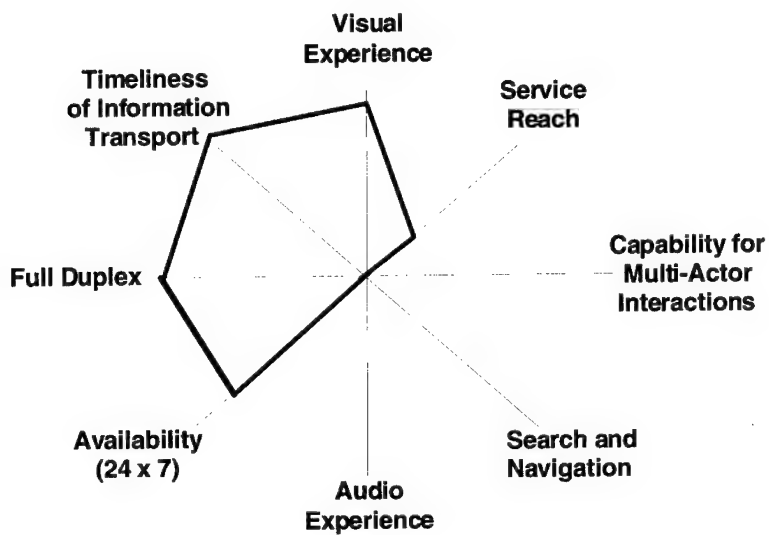 Visual
Experience
Timeliness
of Information
Transport
Service
Reach
Full Duplex
Capability for
Multi-Actor
Interactions
Availability
(24 x 7)
Search and
Navigation
Audio
Experience